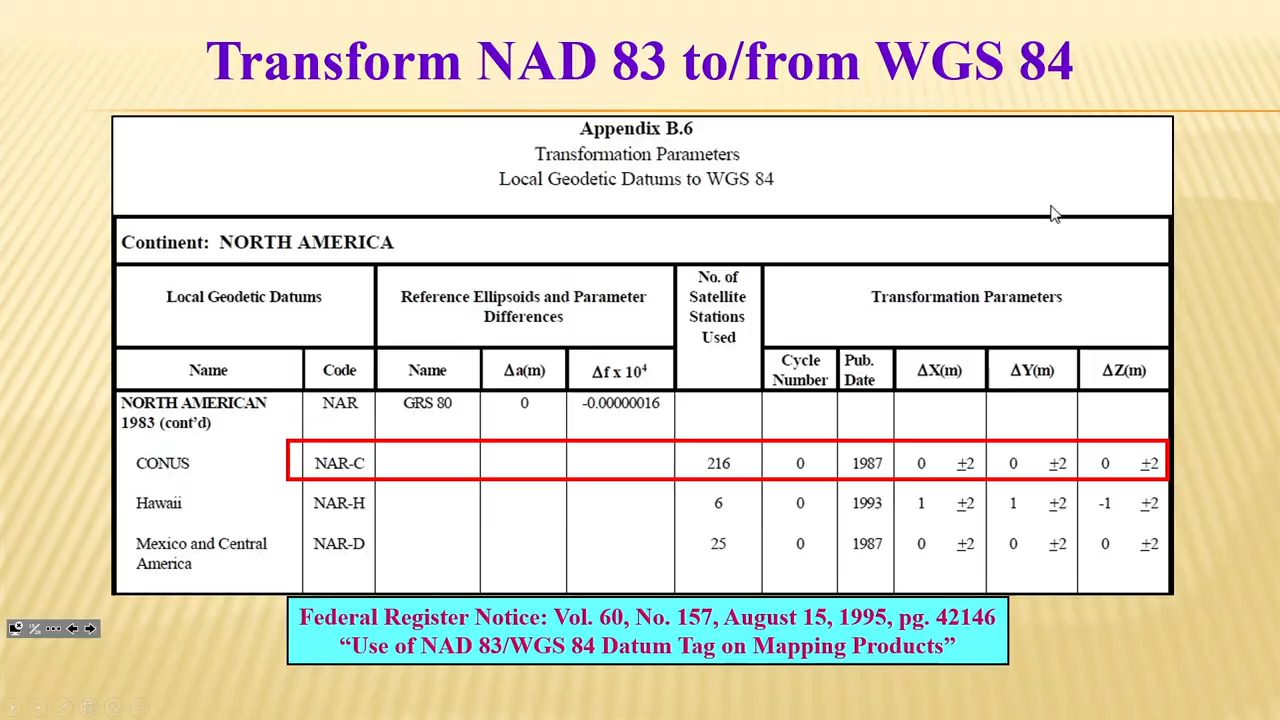 Transform NAD 83 to/from WGS 84
Appendix B.6
Transformation Parameters
Local Geodetic Datums to WGS 84
Continent: NORTH AMERICA
Local Geodetic Datums
Reference Ellipsoids and Parameter
Differences
No. of
Satellite
Stations
Used
Transformation Parameters
Name Code Name Δa(m) Δf x 10⁴ Cycle
Number Pub.
Date ΔX(m) ΔY(m) ΔZ(m)
NORTH AMERICAN NAR GRS 80 0 -0.00000016
1983 (cont’d)
CONUS NAR-C 216 0 1987 0 ±2 0 ±2 0 ±2
Hawaii NAR-H 6 0 1993 1 ±2 1 ±2 -1 ±2
Mexico and Central NAR-D 25 0 1987 0 ±2 0 ±2 0 ±2
America
Federal Register Notice: Vol. 60, No. 157, August 15, 1995, pg. 42146
“Use of NAD 83/WGS 84 Datum Tag on Mapping Products”